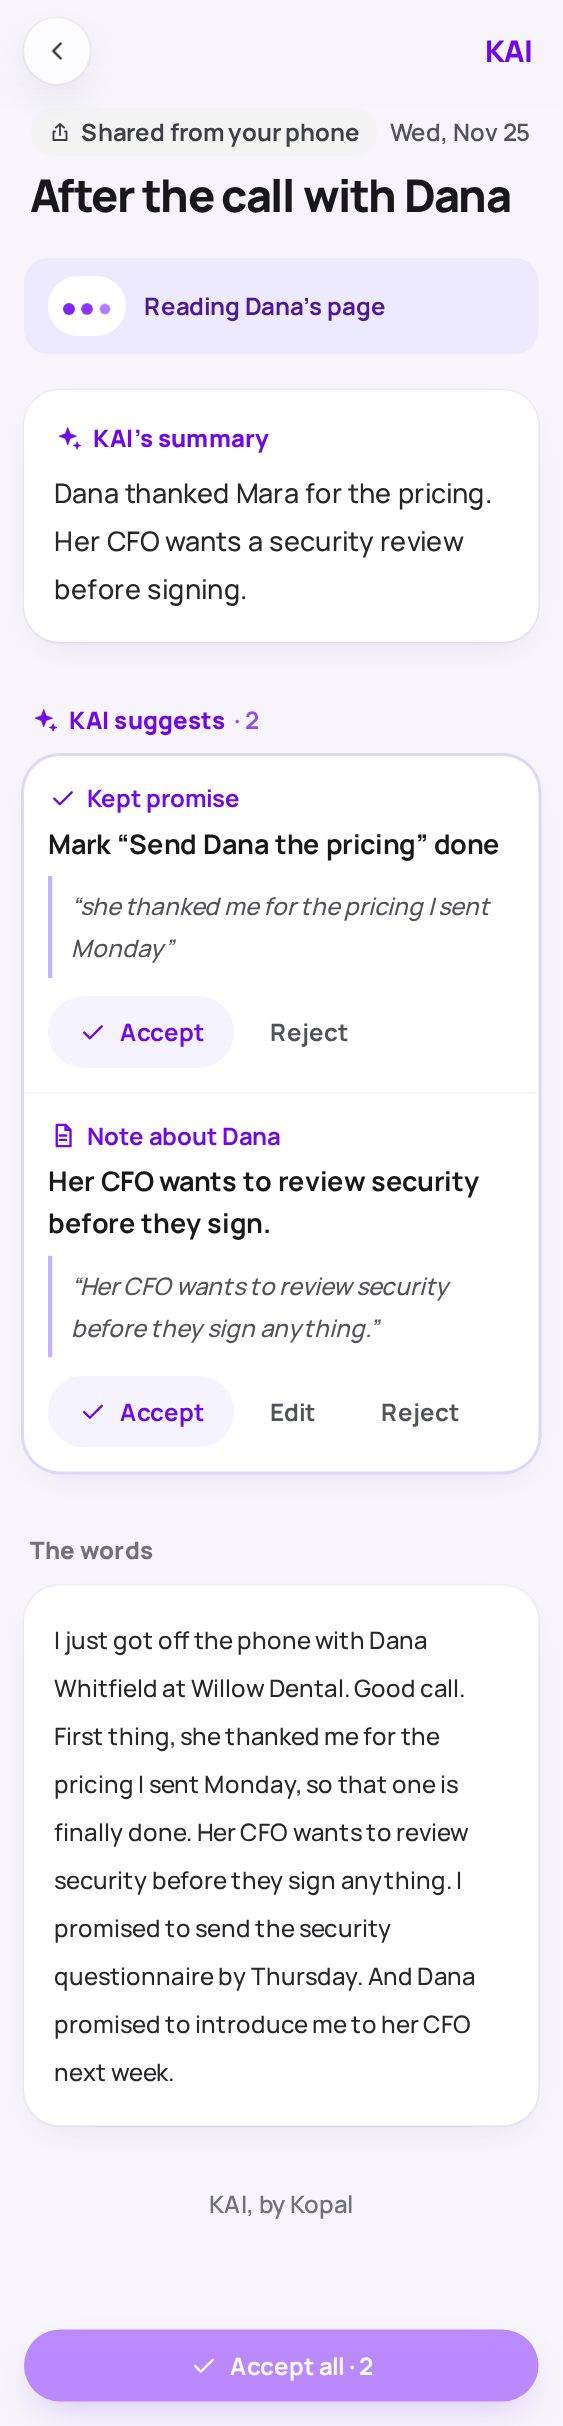 KAI
Shared from your phone
Wed, Nov 25
After the call with Dana
Reading Dana’s page
KAI’s summary
Dana thanked Mara for the pricing.
Her CFO wants a security review
before signing.
KAI suggests · 2
Kept promise
Mark “Send Dana the pricing” done
“she thanked me for the pricing I sent
Monday”
Accept
Reject
Note about Dana
Her CFO wants to review security
before they sign.
“Her CFO wants to review security
before they sign anything.”
Accept
Edit
Reject
The words
I just got off the phone with Dana
Whitfield at Willow Dental. Good call.
First thing, she thanked me for the
pricing I sent Monday, so that one is
finally done. Her CFO wants to review
security before they sign anything. I
promised to send the security
questionnaire by Thursday. And Dana
promised to introduce me to her CFO
next week.
KAI, by Kopal
Accept all · 2